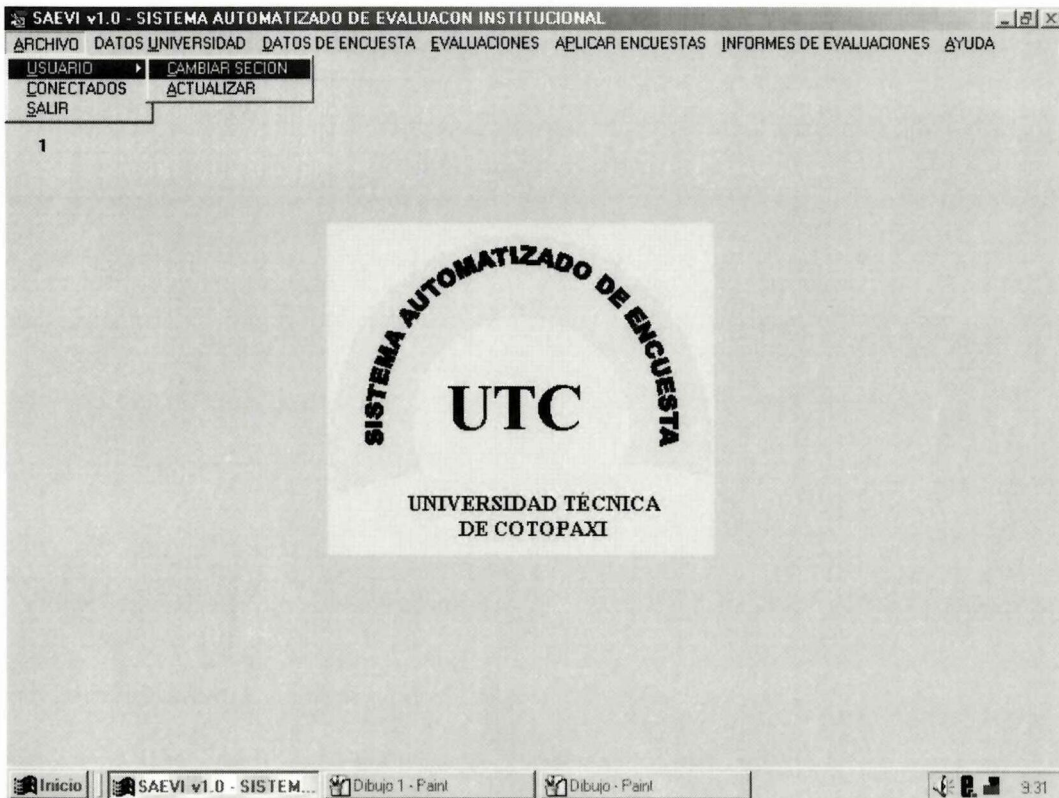 SAEVI v1.0 - SISTEMA AUTOMATIZADO DE EVALUACON INSTITUCIONAL
ARCHIVO DATOS UNIVERSIDAD DATOS DE ENCUESTA EVALUACIONES APLICAR ENCUESTAS INFORMES DE EVALUACIONES AYUDA
USUARIO CAMBIAR SECION
CONECTADOS ACTUALIZAR
SALIR
1
SISTEMA AUTOMATIZADO DE ENCUESTA
UTC
UNIVERSIDAD TÉCNICA
DE COTOPAXI
Inicio SAEVI v1.0 - SISTEM... Dibujo 1 - Paint Dibujo - Paint 9:31